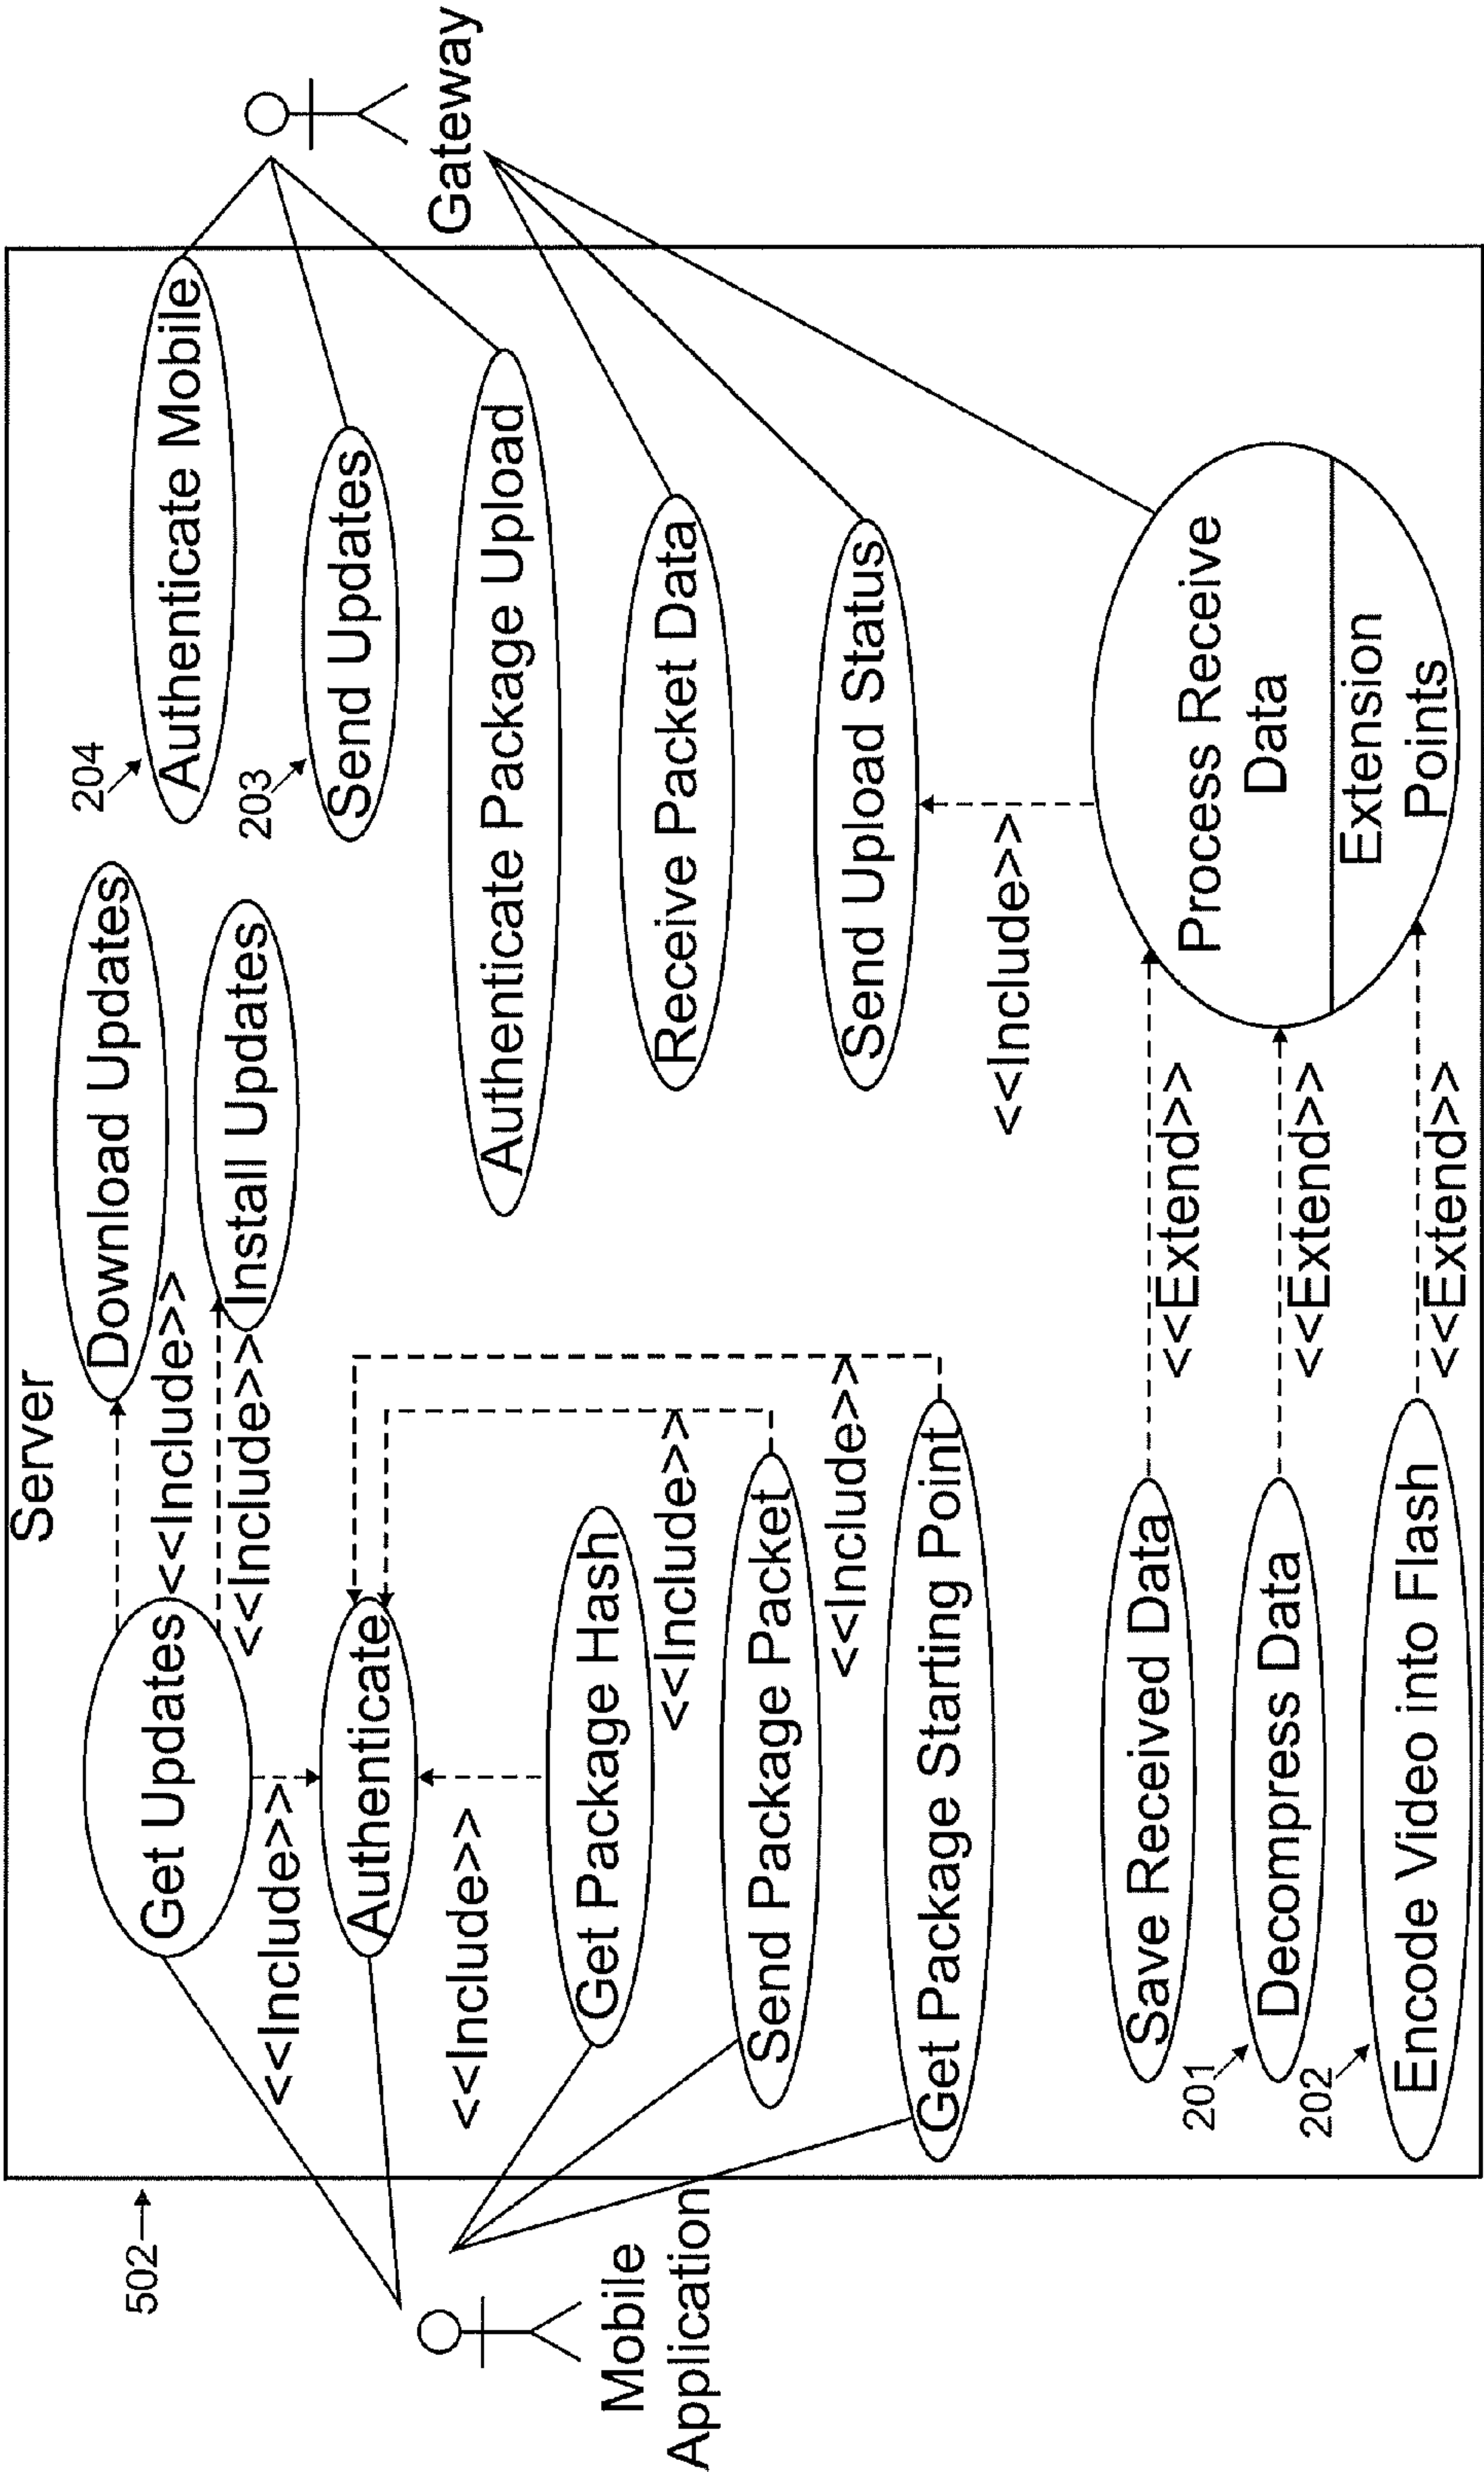 Server
502
Get Updates
<<Include>>
<<Include>>
Download Updates
Install Updates
204
Authenticate Mobile
203
Send Updates
<<Include>>
Authenticate
<<Include>>
Authenticate Package Upload
Gateway
Mobile
Application
Get Package Hash
<<Include>>
Receive Packet Data
Send Package Packet
<<Include>>
Send Upload Status
Get Package Starting Point
<<Include>>
Save Received Data
<<Extend>>
Process Receive
Data
201
Decompress Data
<<Extend>>
Extension
Points
202
Encode Video into Flash
<<Extend>>